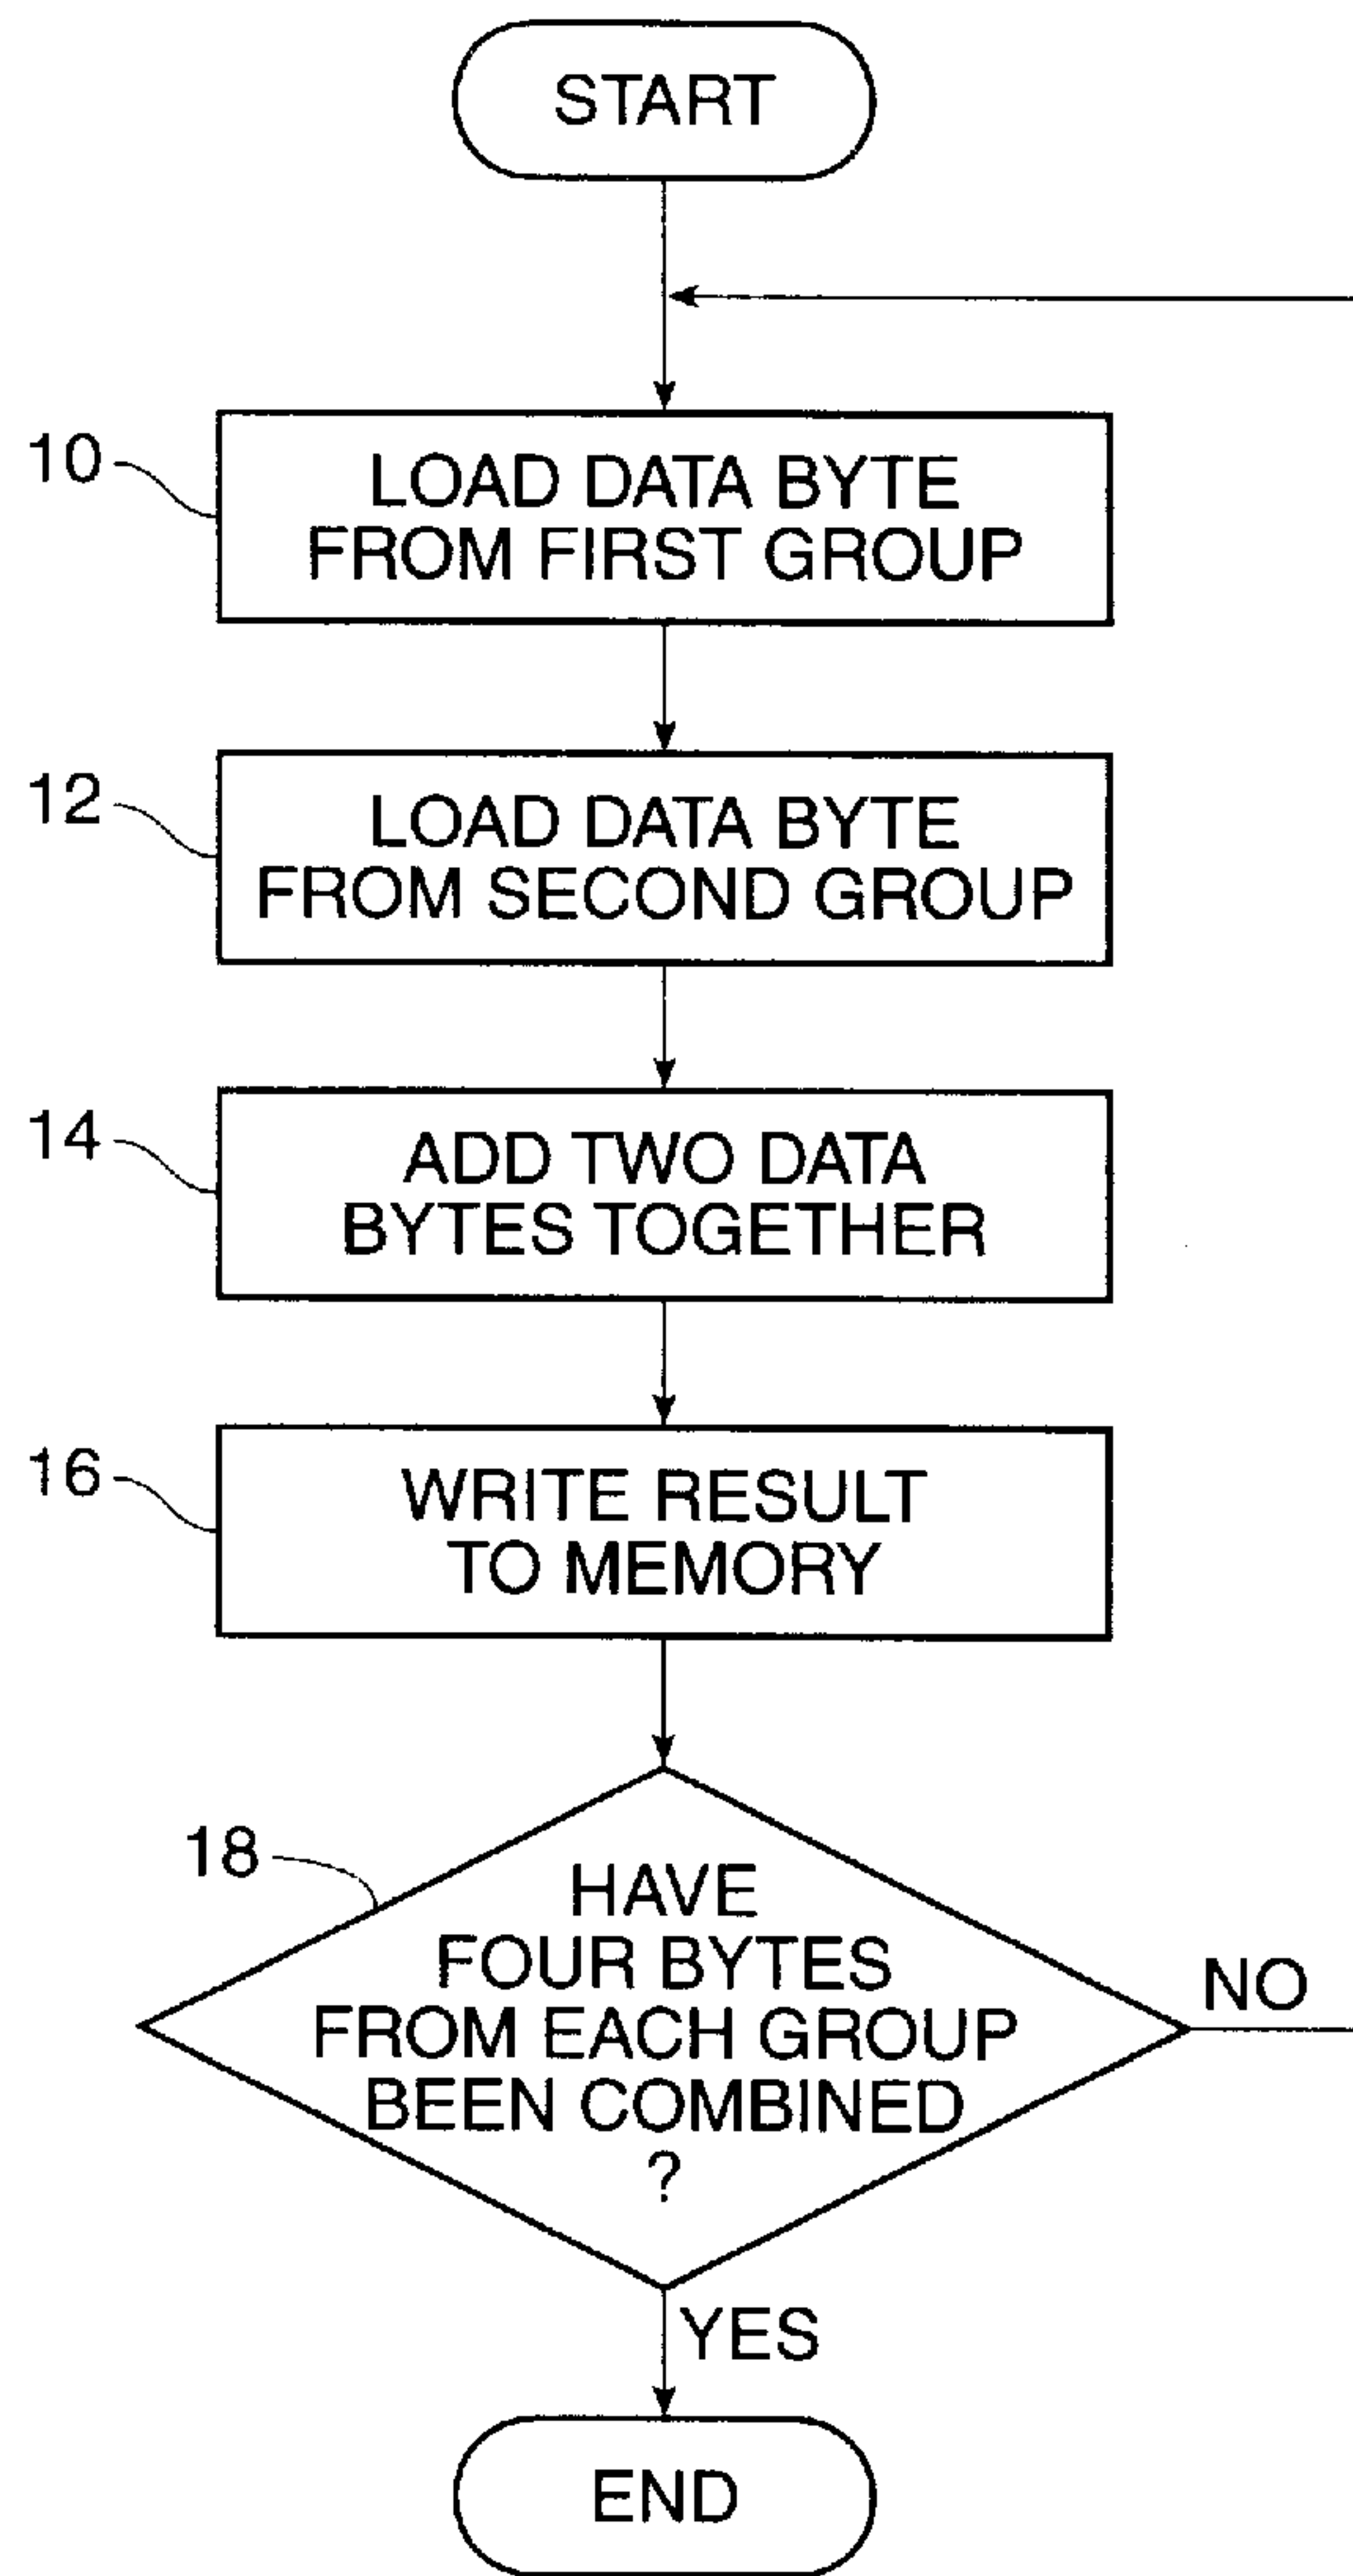 START
10
LOAD DATA BYTE
FROM FIRST GROUP
12
LOAD DATA BYTE
FROM SECOND GROUP
14
ADD TWO DATA
BYTES TOGETHER
16
WRITE RESULT
TO MEMORY
18
HAVE
FOUR BYTES
FROM EACH GROUP
BEEN COMBINED
?
NO
YES
END